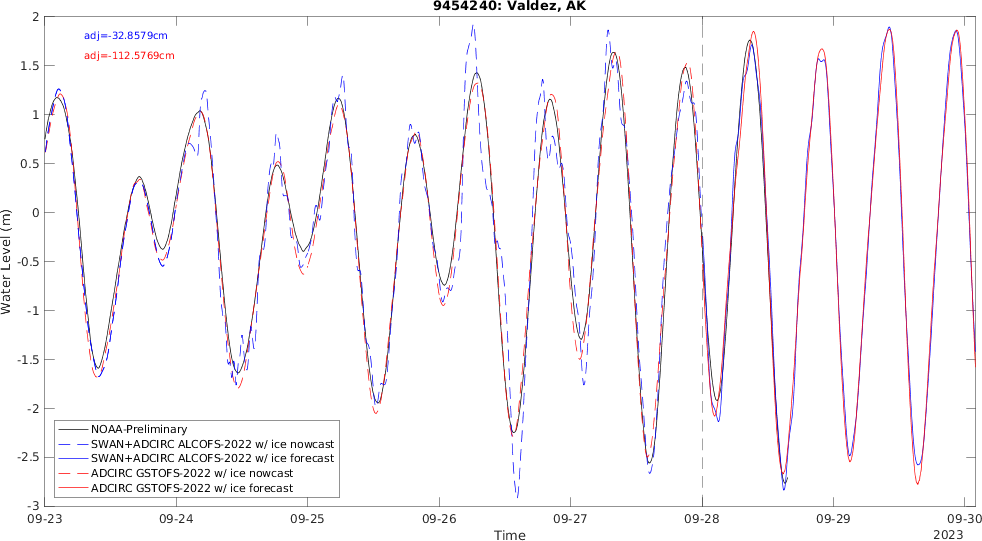 9454240: Valdez, AK
adj=-32.8579cm
adj=-112.5769cm
2
1.5
1
0.5
0
-0.5
-1
-1.5
-2
-2.5
-3
Water Level (m)
NOAA-Preliminary
SWAN+ADCIRC ALCOFS-2022 w/ ice nowcast
SWAN+ADCIRC ALCOFS-2022 w/ ice forecast
ADCIRC GSTOFS-2022 w/ ice nowcast
ADCIRC GSTOFS-2022 w/ ice forecast
09-23 09-24 09-25 09-26 09-27 09-28 09-29 09-30
Time
2023